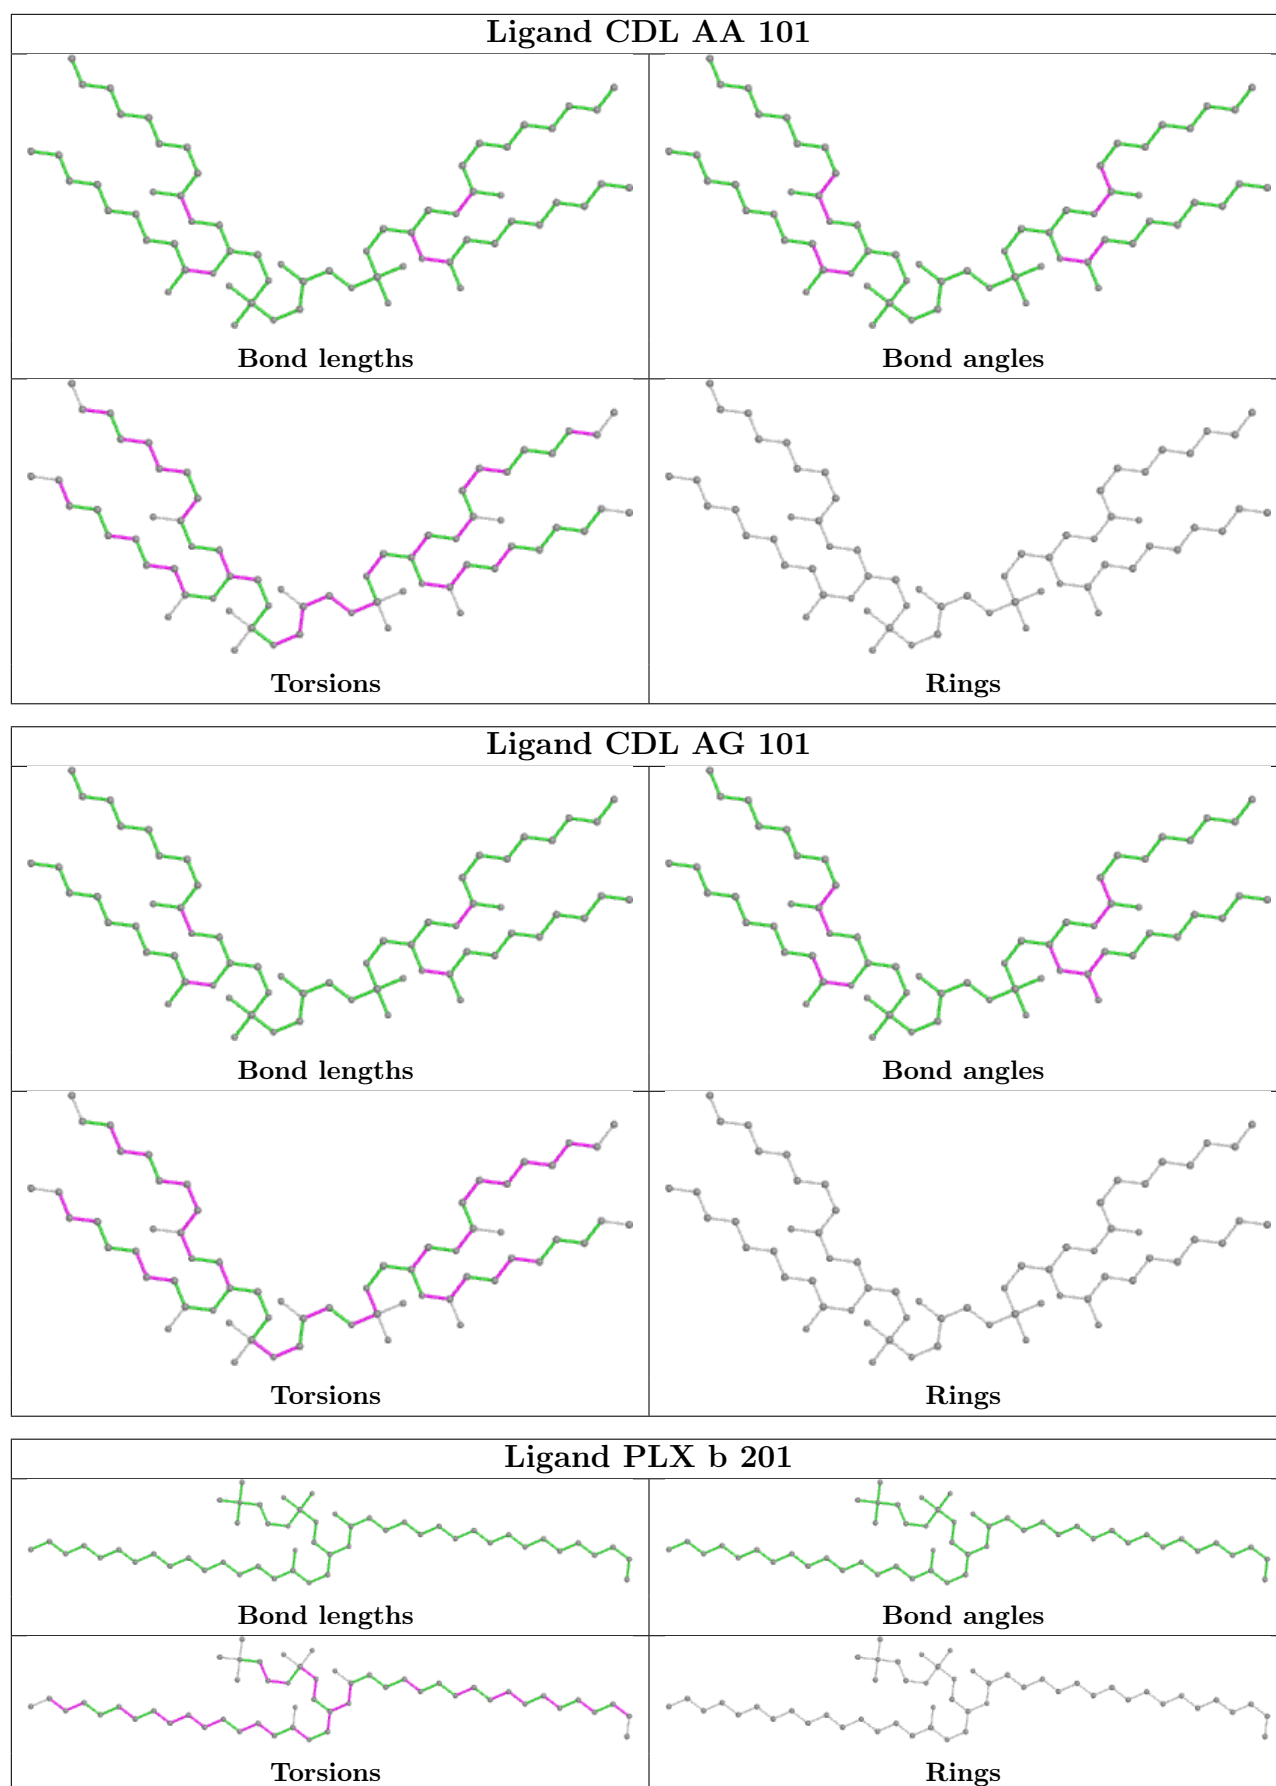 Ligand CDL AA 101
Bond lengths
Bond angles
Torsions
Rings
Ligand CDL AG 101
Bond lengths
Bond angles
Torsions
Rings
Ligand PLX b 201
Bond lengths
Bond angles
Torsions
Rings